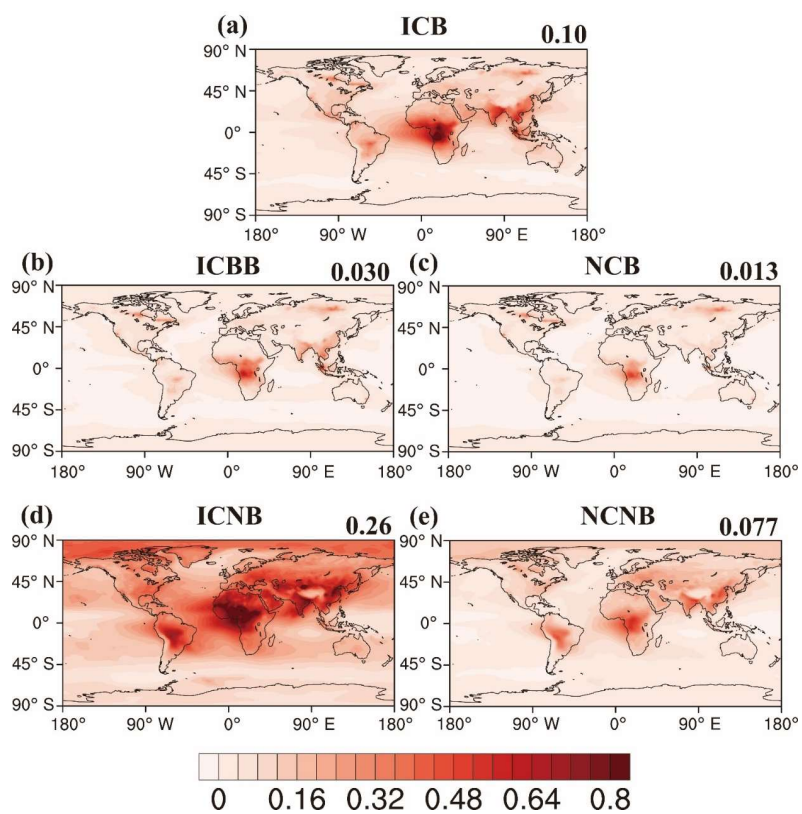 (a) ICB 0.10
90° N
45° N
0°
45° S
90° S
180° 90° W 0° 90° E 180°
(b) ICBB 0.030
90° N
45° N
0°
45° S
90° S
180° 90° W 0° 90° E 180°
(c) NCB 0.013
90° N
45° N
0°
45° S
90° S
180° 90° W 0° 90° E 180°
(d) ICNB 0.26
90° N
45° N
0°
45° S
90° S
180° 90° W 0° 90° E 180°
(e) NCNB 0.077
90° N
45° N
0°
45° S
90° S
180° 90° W 0° 90° E 180°
0 0.16 0.32 0.48 0.64 0.8